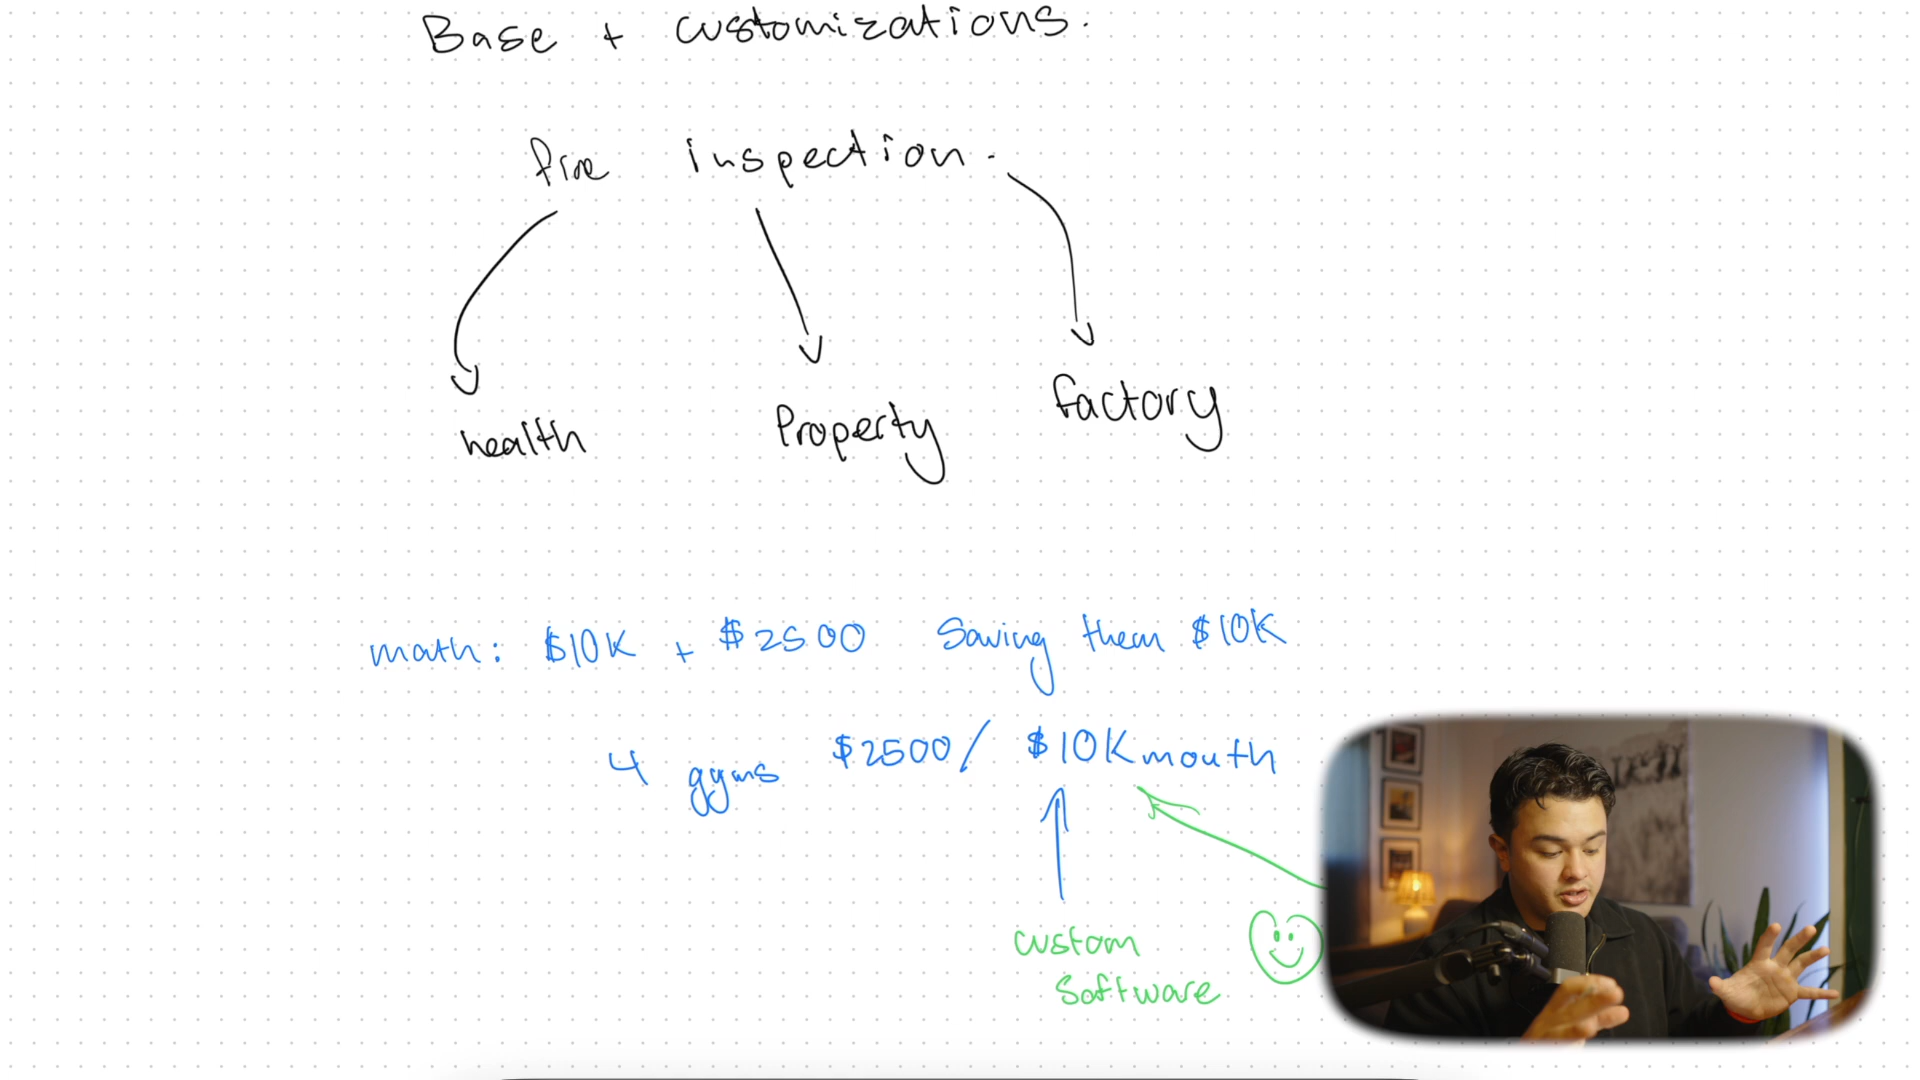 Base + customizations.
fire inspection.
health
Property
factory
math: $10K + $2500 Saving them $10K
4 gyms $2500/ $10K month
custom
Software